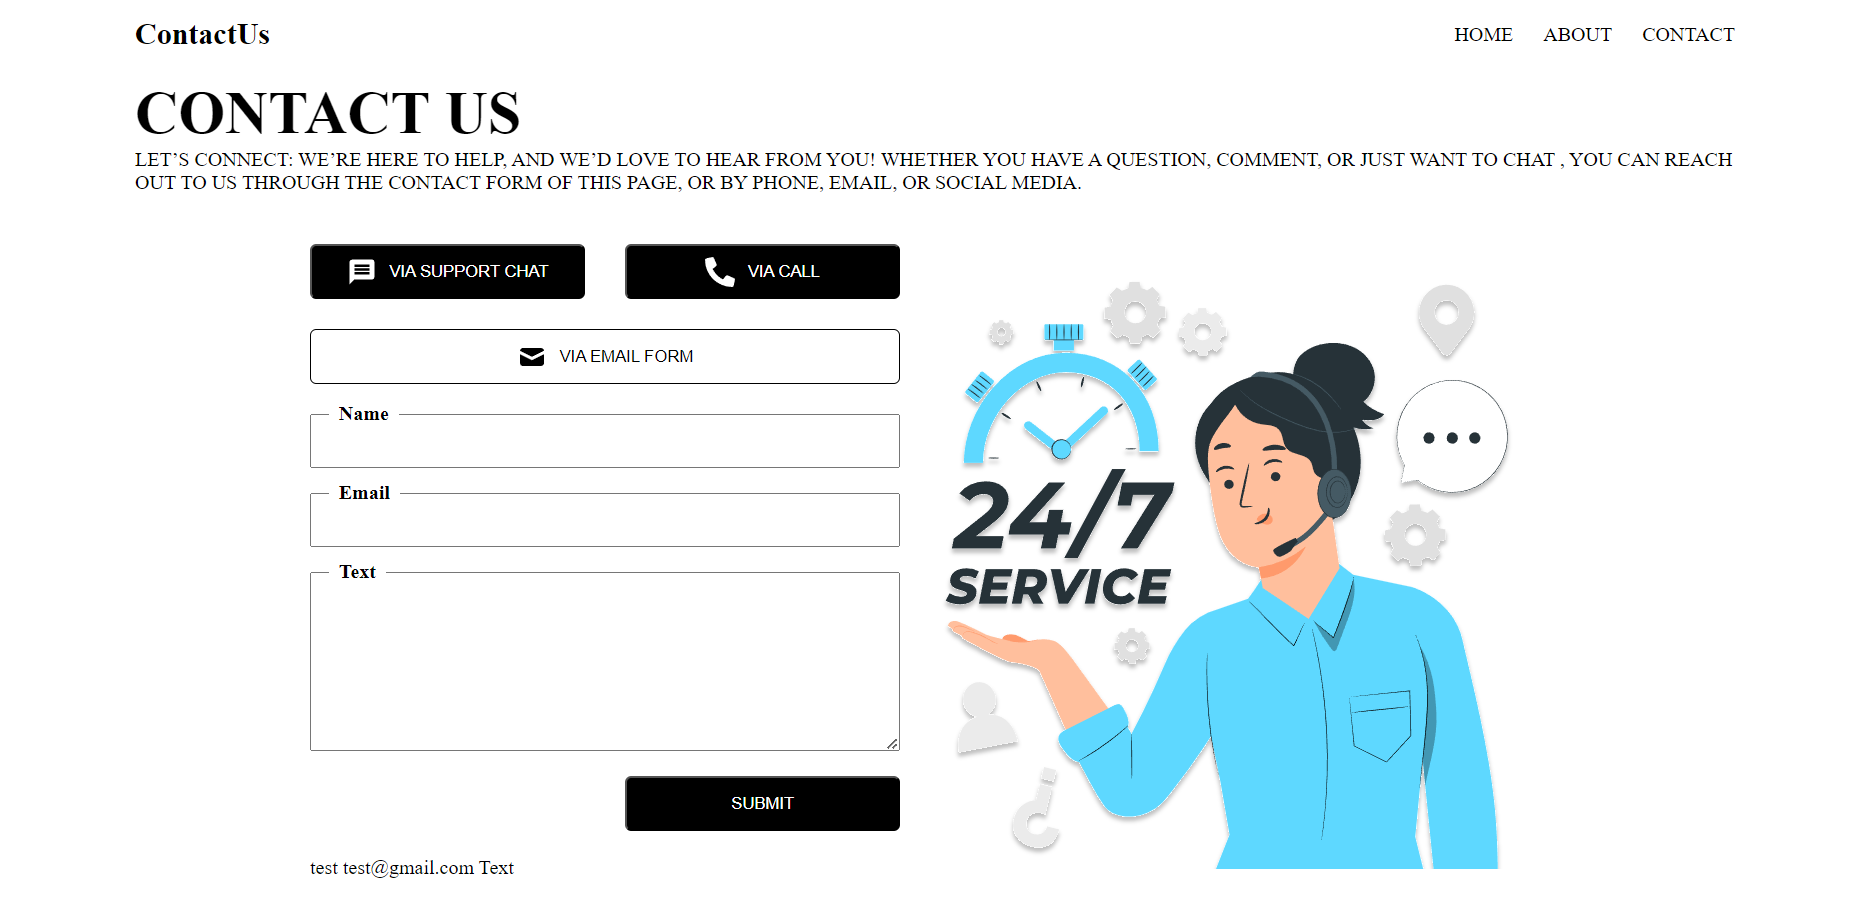 ContactUs
HOME ABOUT CONTACT
CONTACT US
LET’S CONNECT: WE’RE HERE TO HELP, AND WE’D LOVE TO HEAR FROM YOU! WHETHER YOU HAVE A QUESTION, COMMENT, OR JUST WANT TO CHAT , YOU CAN REACH
OUT TO US THROUGH THE CONTACT FORM OF THIS PAGE, OR BY PHONE, EMAIL, OR SOCIAL MEDIA.
VIA SUPPORT CHAT
VIA CALL
VIA EMAIL FORM
Name
Email
Text
SUBMIT
test test@gmail.com Text
24/7
SERVICE